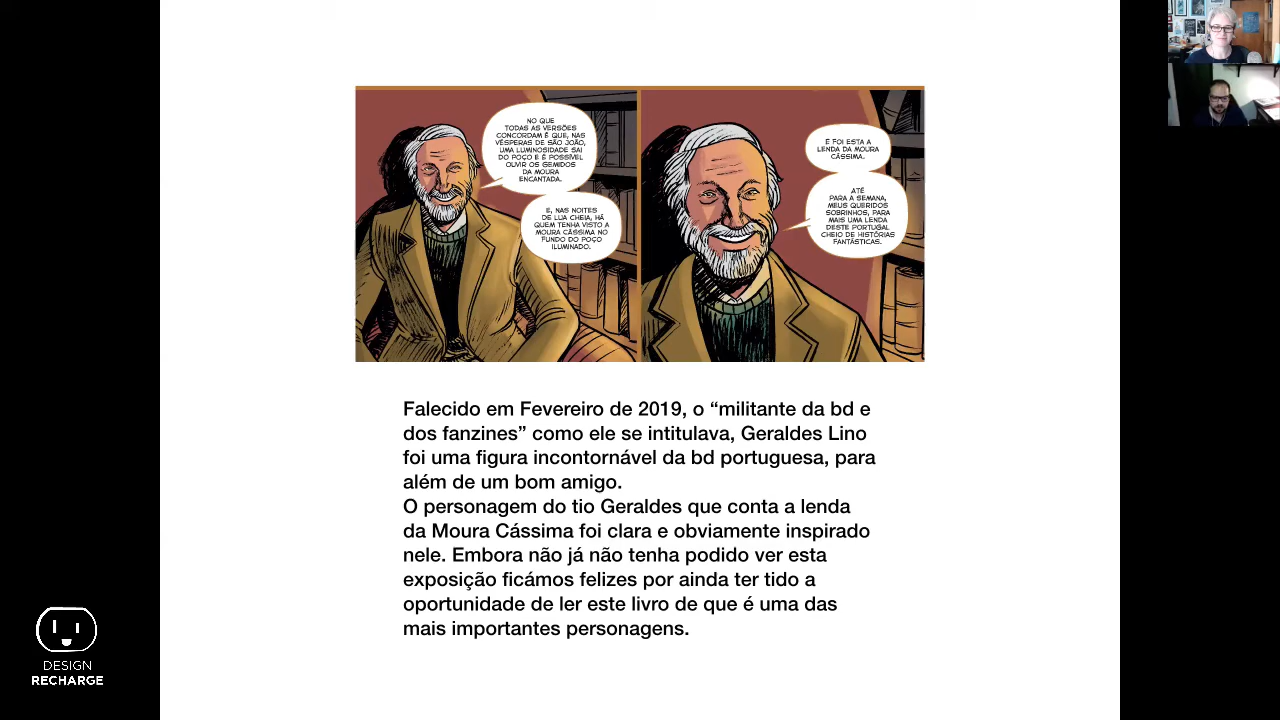 NO QUE
TODAS AS VERSÕES
CONCORDAM É QUE, NAS
VÉSPERAS DE SÃO JOÃO,
UMA LUMINOSIDADE SAI
DO POÇO E É POSSÍVEL
OUVIR OS GEMIDOS
DA MOURA
ENCANTADA.
E, NAS NOITES
DE LUA CHEIA, HÁ
QUEM TENHA VISTO A
MOURA CÁSSIMA NO
FUNDO DO POÇO
ILUMINADO.
E FOI ESTA A
LENDA DA MOURA
CÁSSIMA.
ATÉ
PARA A SEMANA,
MEUS QUERIDOS
SOBRINHOS, PARA
MAIS UMA LENDA
DESTE PORTUGAL
CHEIO DE HISTÓRIAS
FANTÁSTICAS.
Falecido em Fevereiro de 2019, o “militante da bd e
dos fanzines” como ele se intitulava, Geraldes Lino
foi uma figura incontornável da bd portuguesa, para
além de um bom amigo.
O personagem do tio Geraldes que conta a lenda
da Moura Cássima foi clara e obviamente inspirado
nele. Embora não já não tenha podido ver esta
exposição ficámos felizes por ainda ter tido a
oportunidade de ler este livro de que é uma das
mais importantes personagens.
DESIGN
RECHARGE